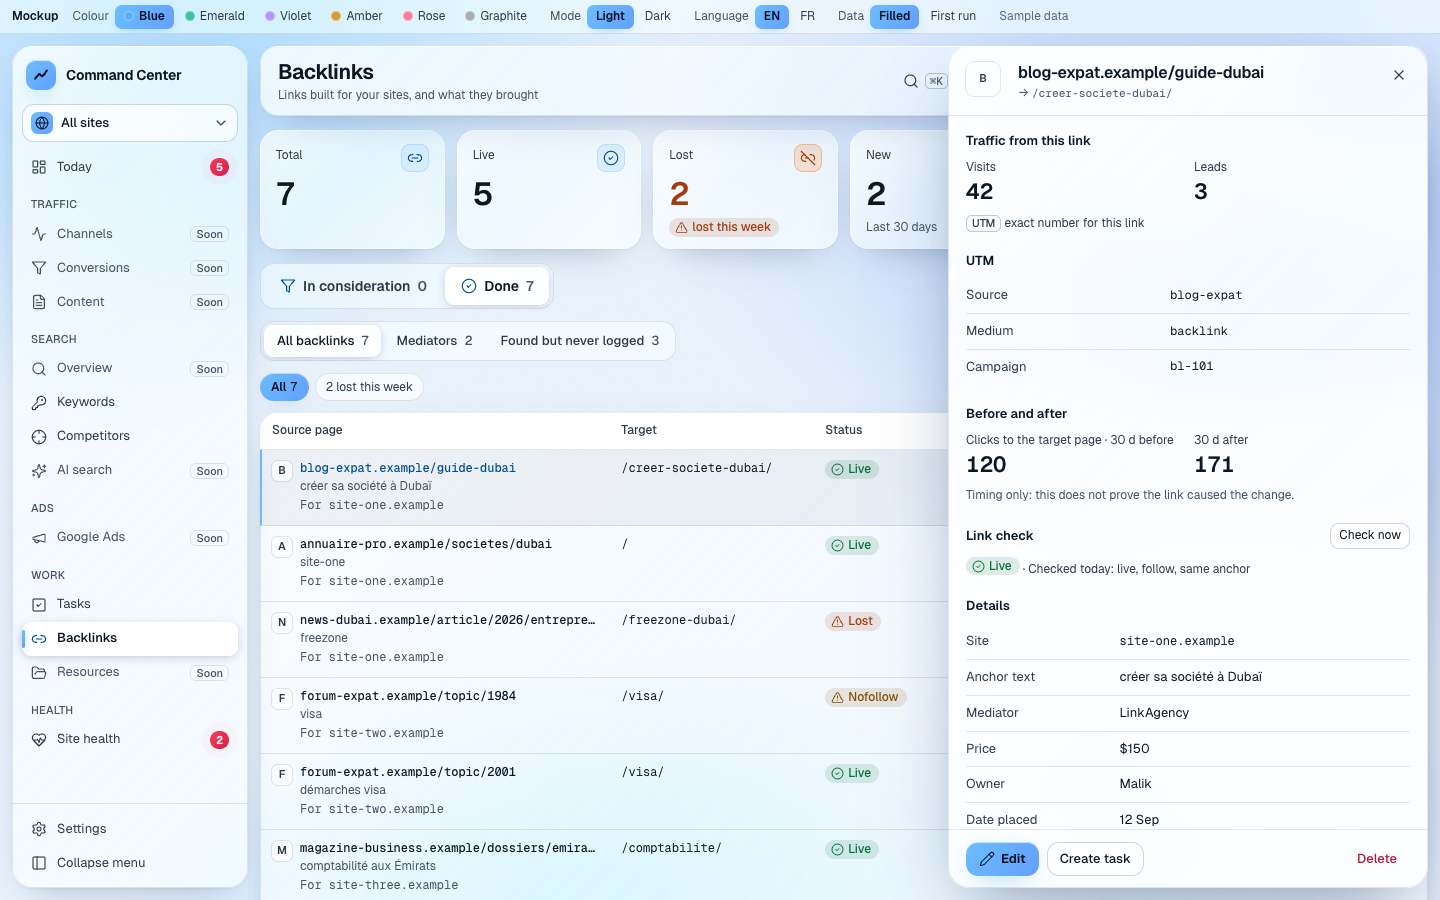 Mockup Colour Blue Emerald Violet Amber Rose Graphite Mode Light Dark Language EN FR Data Filled First run Sample data
Command Center
All sites
Today 5
TRAFFIC
Channels Soon
Conversions Soon
Content Soon
SEARCH
Overview Soon
Keywords
Competitors
AI search Soon
ADS
Google Ads Soon
WORK
Tasks
Backlinks
Resources Soon
HEALTH
Site health 2
Settings
Collapse menu
Backlinks
Links built for your sites, and what they brought
⌘K
Total
7
Live
5
Lost
2
lost this week
New
2
Last 30 days
In consideration 0 Done 7
All backlinks 7 Mediators 2 Found but never logged 3
All 7 2 lost this week
Source page Target Status
B blog-expat.example/guide-dubai /creer-societe-dubai/ Live
créer sa société à Dubaï
For site-one.example
A annuaire-pro.example/societes/dubai / Live
site-one
For site-one.example
N news-dubai.example/article/2026/entrepre… /freezone-dubai/ Lost
freezone
For site-one.example
F forum-expat.example/topic/1984 /visa/ Nofollow
visa
For site-two.example
F forum-expat.example/topic/2001 /visa/ Live
démarches visa
For site-two.example
M magazine-business.example/dossiers/emira… /comptabilite/ Live
comptabilité aux Émirats
For site-three.example
B blog-expat.example/guide-dubai
→ /creer-societe-dubai/
Traffic from this link
Visits Leads
42 3
UTM exact number for this link
UTM
Source blog-expat
Medium backlink
Campaign bl-101
Before and after
Clicks to the target page · 30 d before 30 d after
120 171
Timing only: this does not prove the link caused the change.
Link check Check now
Live · Checked today: live, follow, same anchor
Details
Site site-one.example
Anchor text créer sa société à Dubaï
Mediator LinkAgency
Price $150
Owner Malik
Date placed 12 Sep
Edit Create task Delete